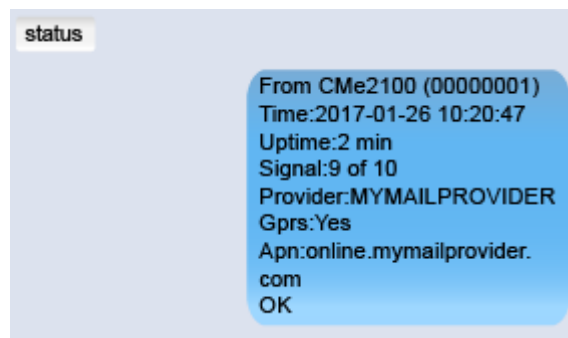 status
From CMe2100 (00000001)
Time:2017-01-26 10:20:47
Uptime:2 min
Signal:9 of 10
Provider:MYMAILPROVIDER
Gprs:Yes
Apn:online.mymailprovider.
com
OK